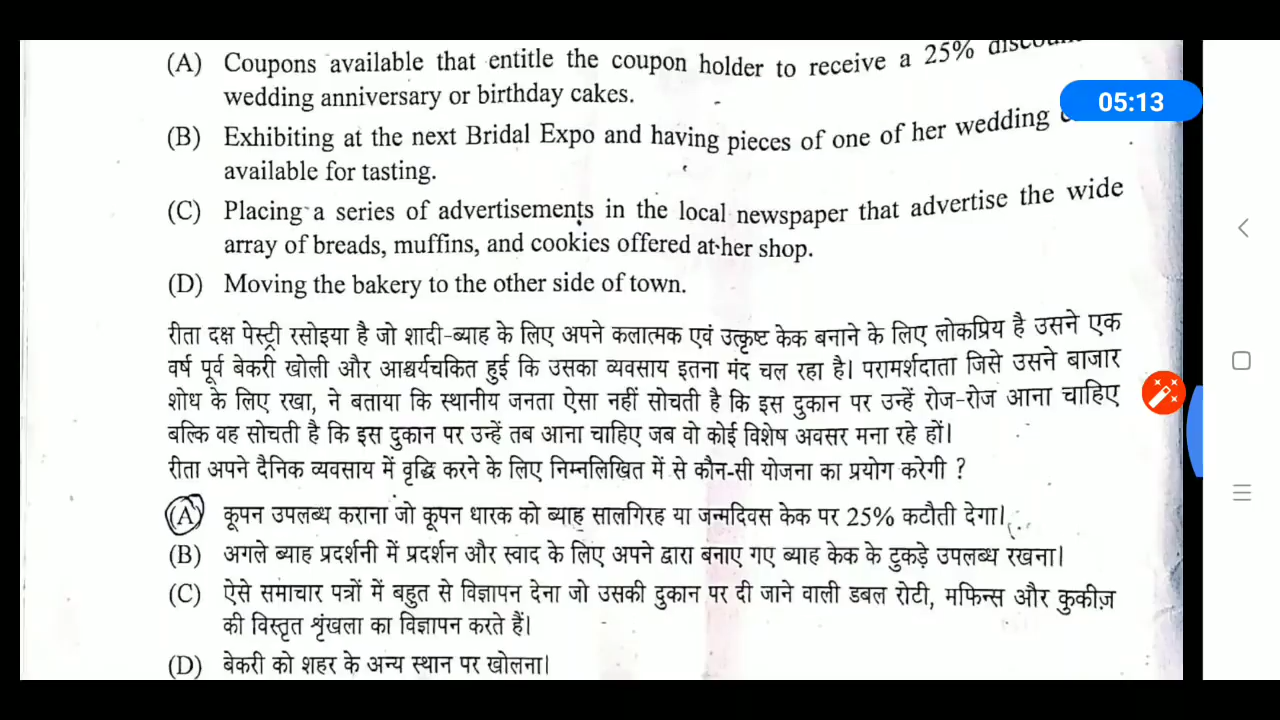 (A) Coupons available that entitle the coupon holder to receive a 25%
wedding anniversary or birthday cakes.
05:13
(B) Exhibiting at the next Bridal Expo and having pieces of one of her wedding
available for tasting.
(C) Placing a series of advertisements in the local newspaper that advertise the wide
array of breads, muffins, and cookies offered at her shop.
(D) Moving the bakery to the other side of town.
रीता दक्ष पेस्ट्री रसोइया है जो शादी-ब्याह के लिए अपने कलात्मक एवं उत्कृष्ट केक बनाने के लिए लोकप्रिय है उसने एक
वर्ष पूर्व बेकरी खोली और आश्चर्यचकित हुई कि उसका व्यवसाय इतना मंद चल रहा है। परामर्शदाता जिसे उसने बाजार
शोध के लिए रखा, ने बताया कि स्थानीय जनता ऐसा नहीं सोचती है कि इस दुकान पर उन्हें रोज-रोज आना चाहिए
बल्कि वह सोचती है कि इस दुकान पर उन्हें तब आना चाहिए जब वो कोई विशेष अवसर मना रहे हों।
रीता अपने दैनिक व्यवसाय में वृद्धि करने के लिए निम्नलिखित में से कौन-सी योजना का प्रयोग करेगी ?
(A) कूपन उपलब्ध कराना जो कूपन धारक को ब्याह सालगिरह या जन्मदिवस केक पर 25% कटौती देगा।
(B) अगले ब्याह प्रदर्शनी में प्रदर्शन और स्वाद के लिए अपने द्वारा बनाए गए ब्याह केक के टुकड़े उपलब्ध रखना।
(C) ऐसे समाचार पत्रों में बहुत से विज्ञापन देना जो उसकी दुकान पर दी जाने वाली डबल रोटी, मफिन्स और कुकीज़
की विस्तृत शृंखला का विज्ञापन करते हैं।
(D) बेकरी को शहर के अन्य स्थान पर खोलना।